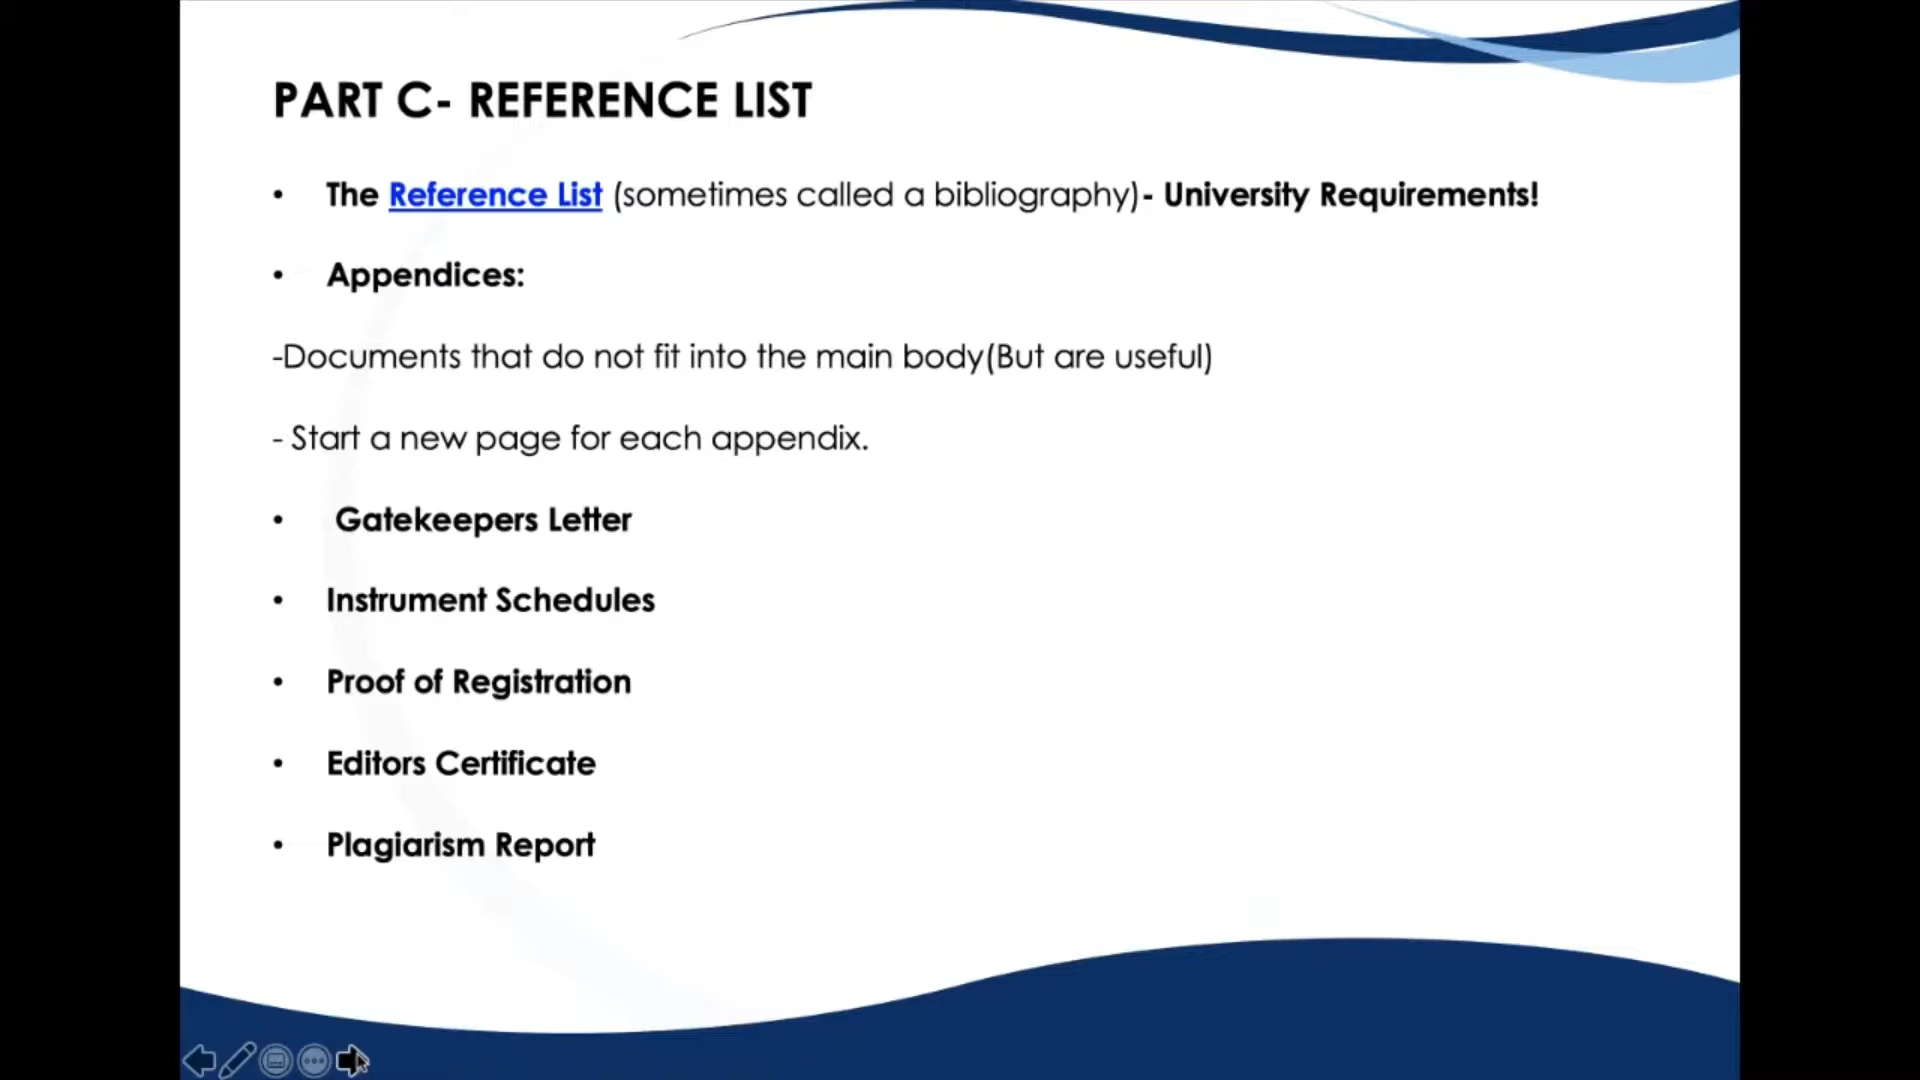 PART C- REFERENCE LIST
• The Reference List (sometimes called a bibliography)- University Requirements!
• Appendices:
-Documents that do not fit into the main body(But are useful)
- Start a new page for each appendix.
• Gatekeepers Letter
• Instrument Schedules
• Proof of Registration
• Editors Certificate
• Plagiarism Report